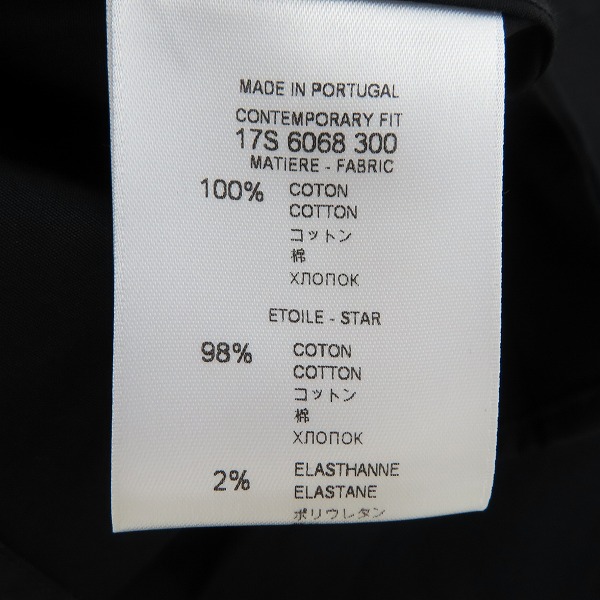 MADE IN PORTUGAL
CONTEMPORARY FIT
17S 6068 300
MATIERE - FABRIC
100% COTON
COTTON
コットン
棉
ХЛОПОК
ETOILE - STAR
98% COTON
COTTON
コットン
棉
ХЛОПОК
2% ELASTHANNE
ELASTANE
ポリウレタン